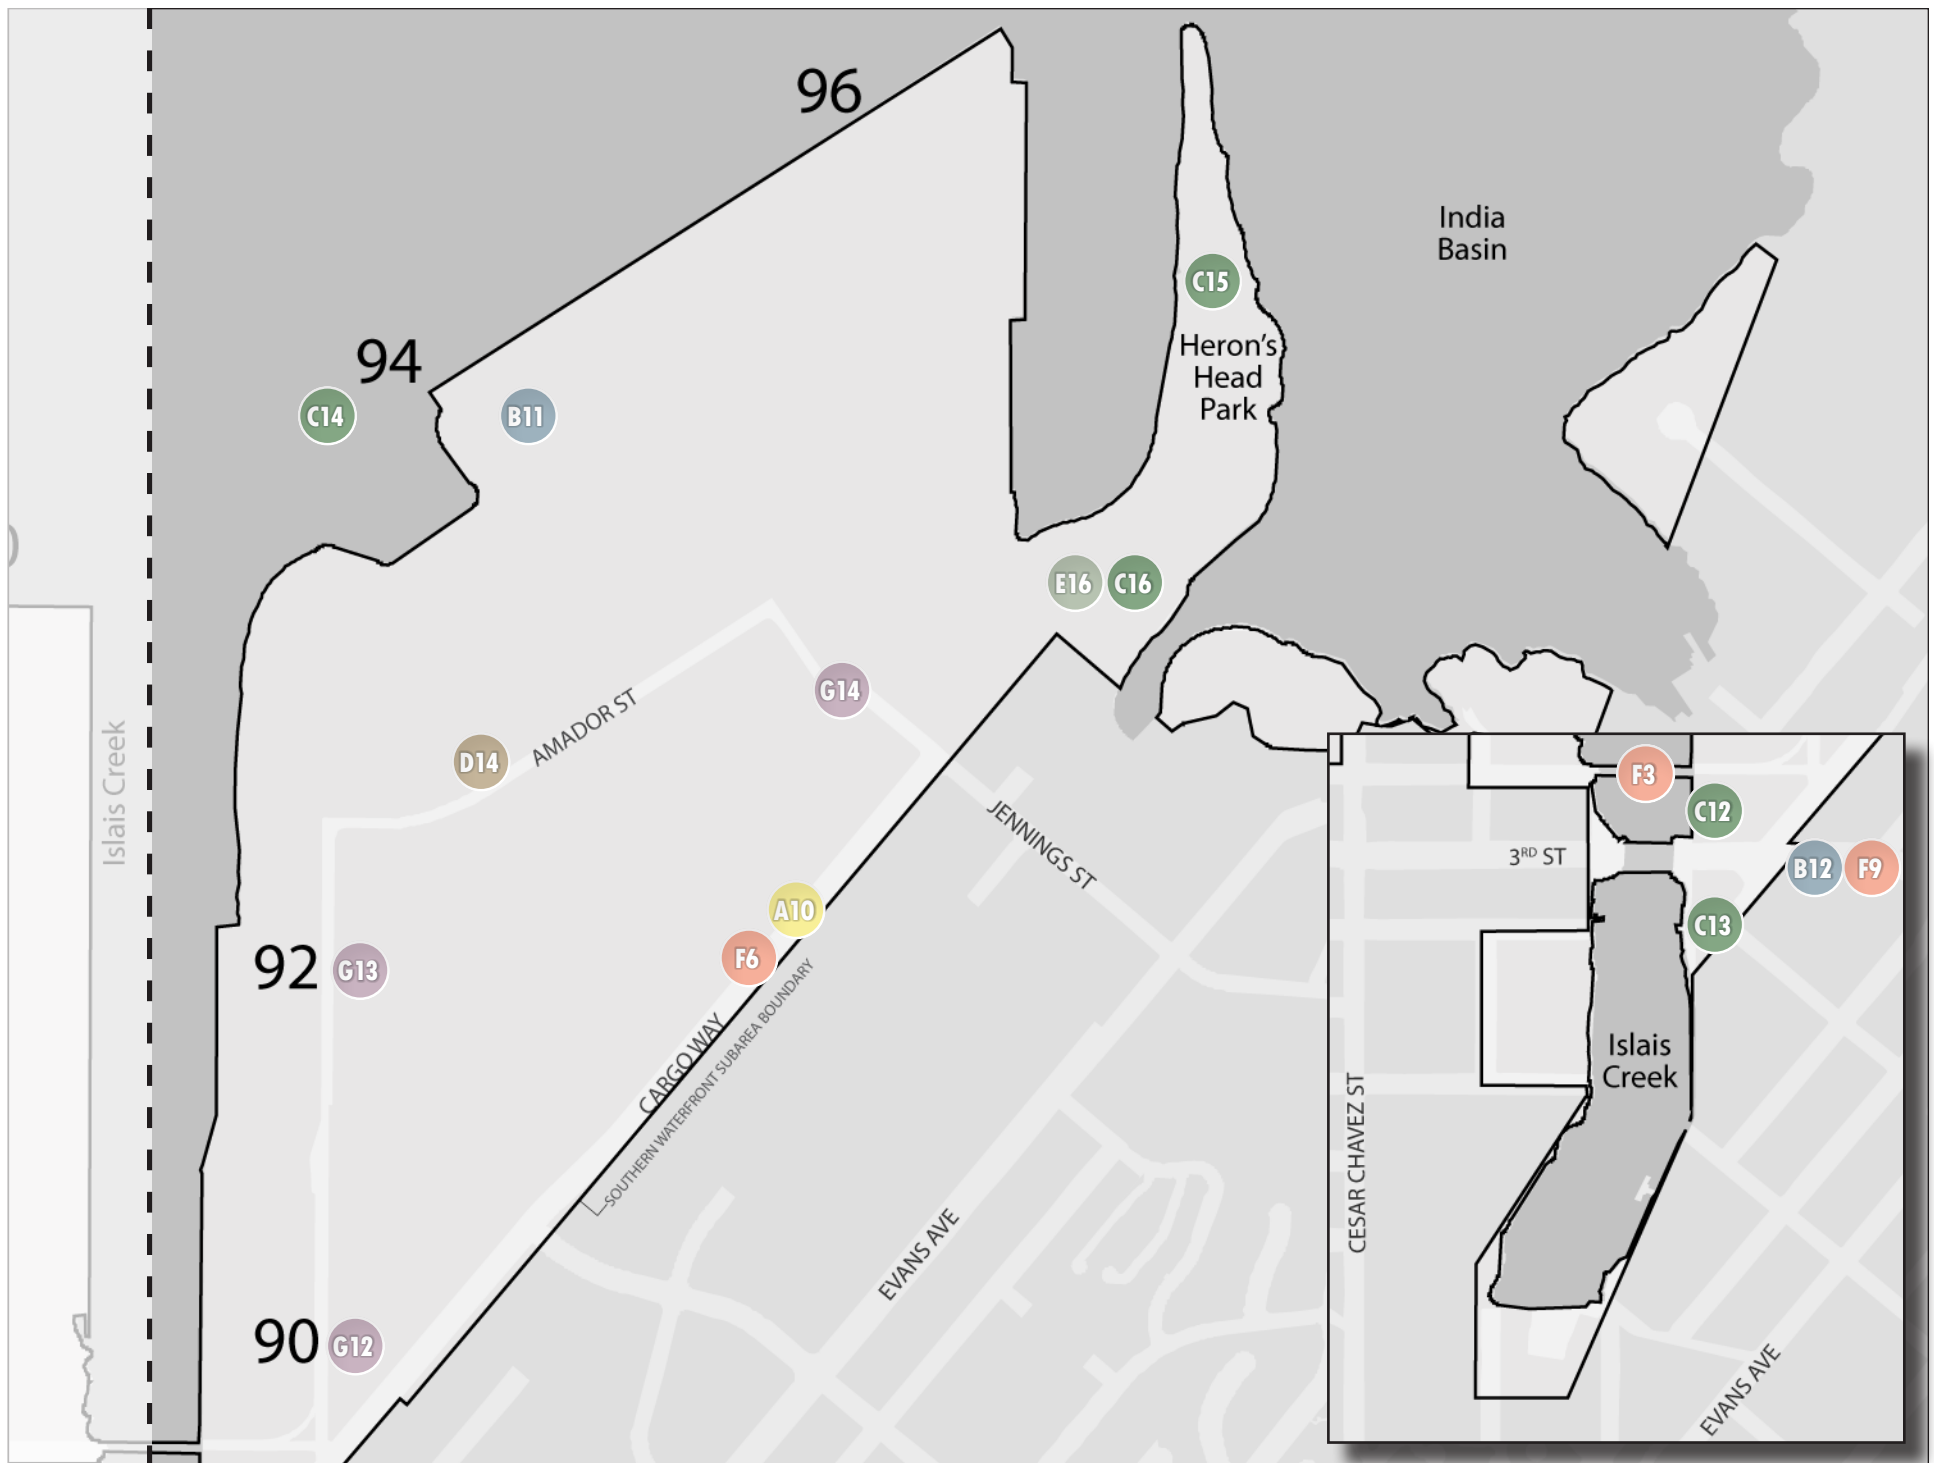 96
India
Basin
C15
Heron's
Head
Park
94
C14
B11
E16
C16
G14
AMADOR ST
D14
Islais Creek
JENNINGS ST
A10
F6
92
G13
CARGO WAY
SOUTHERN WATERFRONT SUBAREA BOUNDARY
EVANS AVE
90
G12
F3
C12
3RD ST
B12
F9
C13
Islais
Creek
CESAR CHAVEZ ST
EVANS AVE